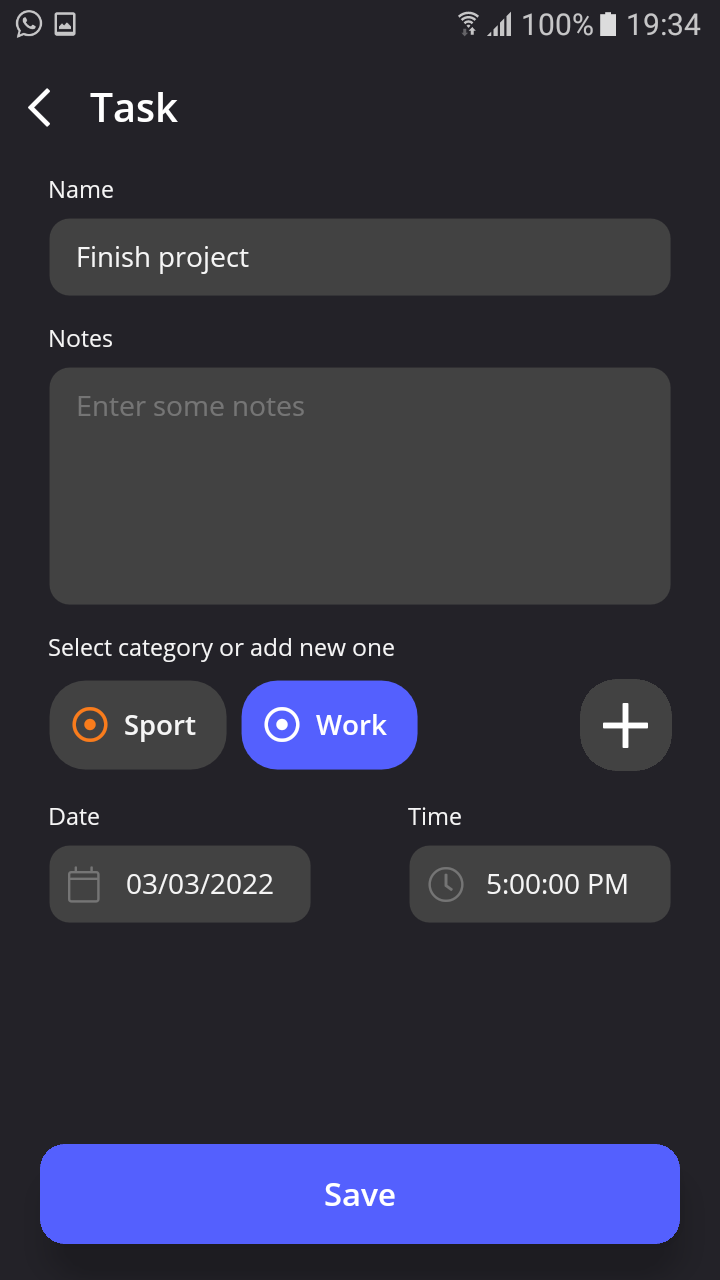 100% 19:34
Task
Name
Finish project
Notes
Enter some notes
Select category or add new one
Sport Work
Date Time
03/03/2022 5:00:00 PM
Save